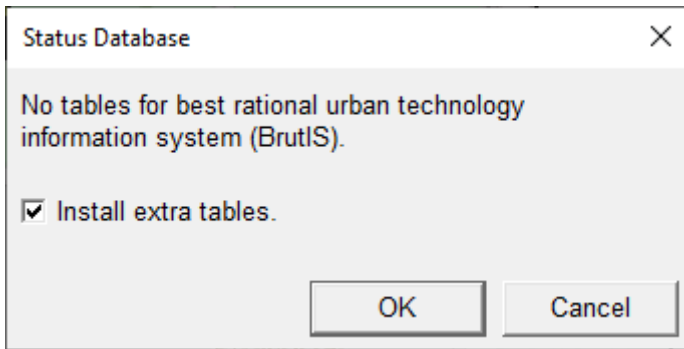 Status Database
No tables for best rational urban technology
information system (BrutIS).
Install extra tables.
OK
Cancel